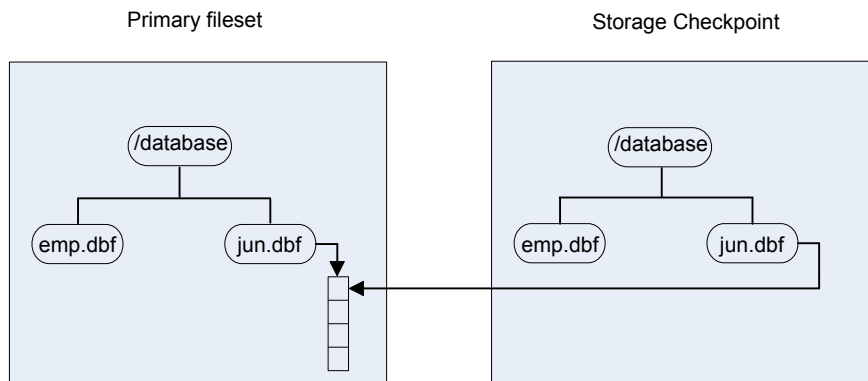 Primary fileset
Storage Checkpoint
/database
emp.dbf
jun.dbf
/database
emp.dbf
jun.dbf